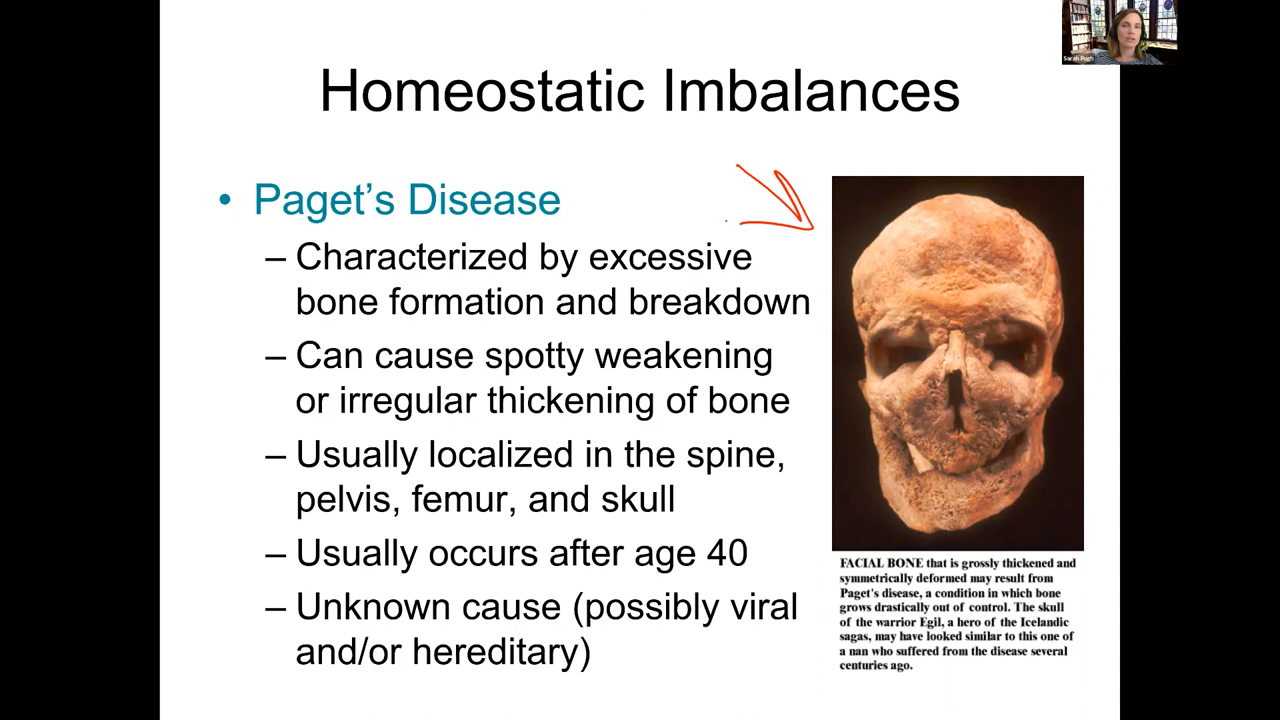 Sarah Pugh
Homeostatic Imbalances
• Paget's Disease
– Characterized by excessive
bone formation and breakdown
– Can cause spotty weakening
or irregular thickening of bone
– Usually localized in the spine,
pelvis, femur, and skull
– Usually occurs after age 40
– Unknown cause (possibly viral
and/or hereditary)
FACIAL BONE that is grossly thickened and
symmetrically deformed may result from
Paget's disease, a condition in which bone
grows drastically out of control. The skull
of the warrior Egil, a hero of the Icelandic
sagas, may have looked similar to this one of
a nan who suffered from the disease several
centuries ago.